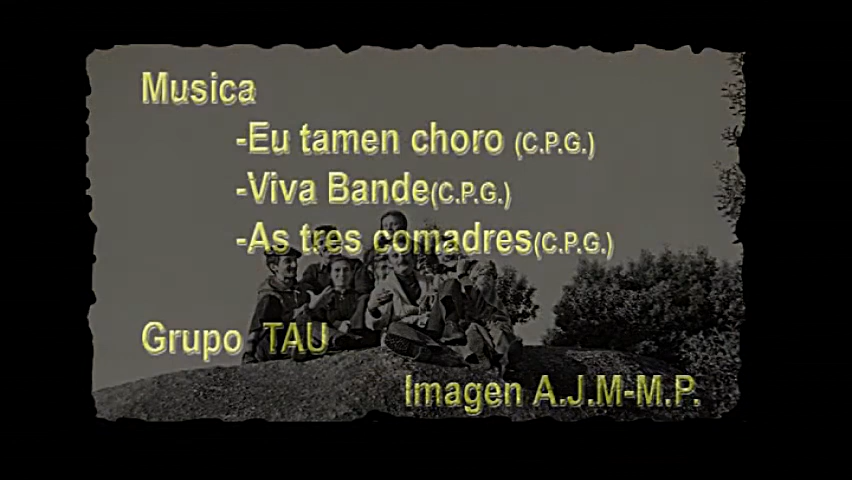 Musica
-Eu tamen choro (C.P.G.)
-Viva Bande(C.P.G.)
-As tres comadres(C.P.G.)
Grupo TAU
Imagen A.J.M-M.P.